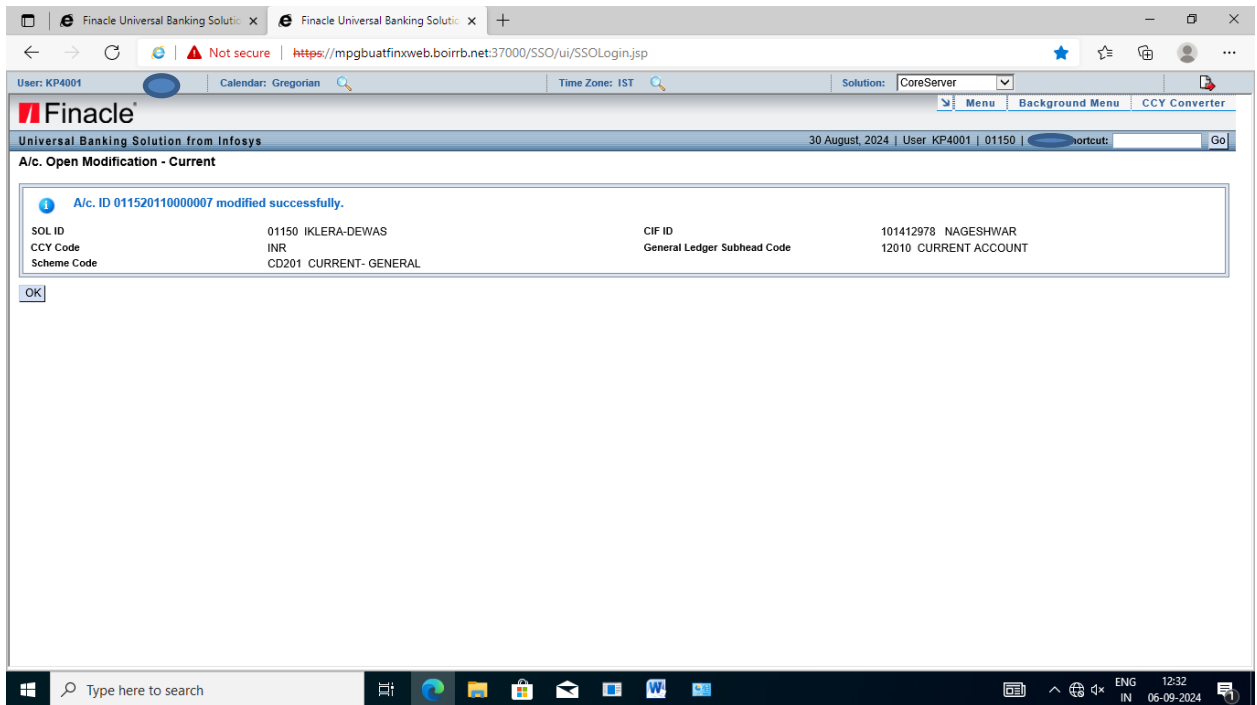 Finacle Universal Banking Solutic
Finacle Universal Banking Solutic
Not secure | https://mpgbuatfinxweb.boirrb.net:37000/SSO/ui/SSOLogin.jsp
User: KP4001 Calendar: Gregorian Time Zone: IST Solution: CoreServer
Finacle
Menu Background Menu CCY Converter
Universal Banking Solution from Infosys 30 August, 2024 | User KP4001 | 01150 | hortcut: Go
A/c. Open Modification - Current
A/c. ID 011520110000007 modified successfully.
SOL ID 01150 IKLERA-DEWAS CIF ID 101412978 NAGESHWAR
CCY Code INR General Ledger Subhead Code 12010 CURRENT ACCOUNT
Scheme Code CD201 CURRENT- GENERAL
OK
Type here to search
ENG 12:32
IN 06-09-2024
1